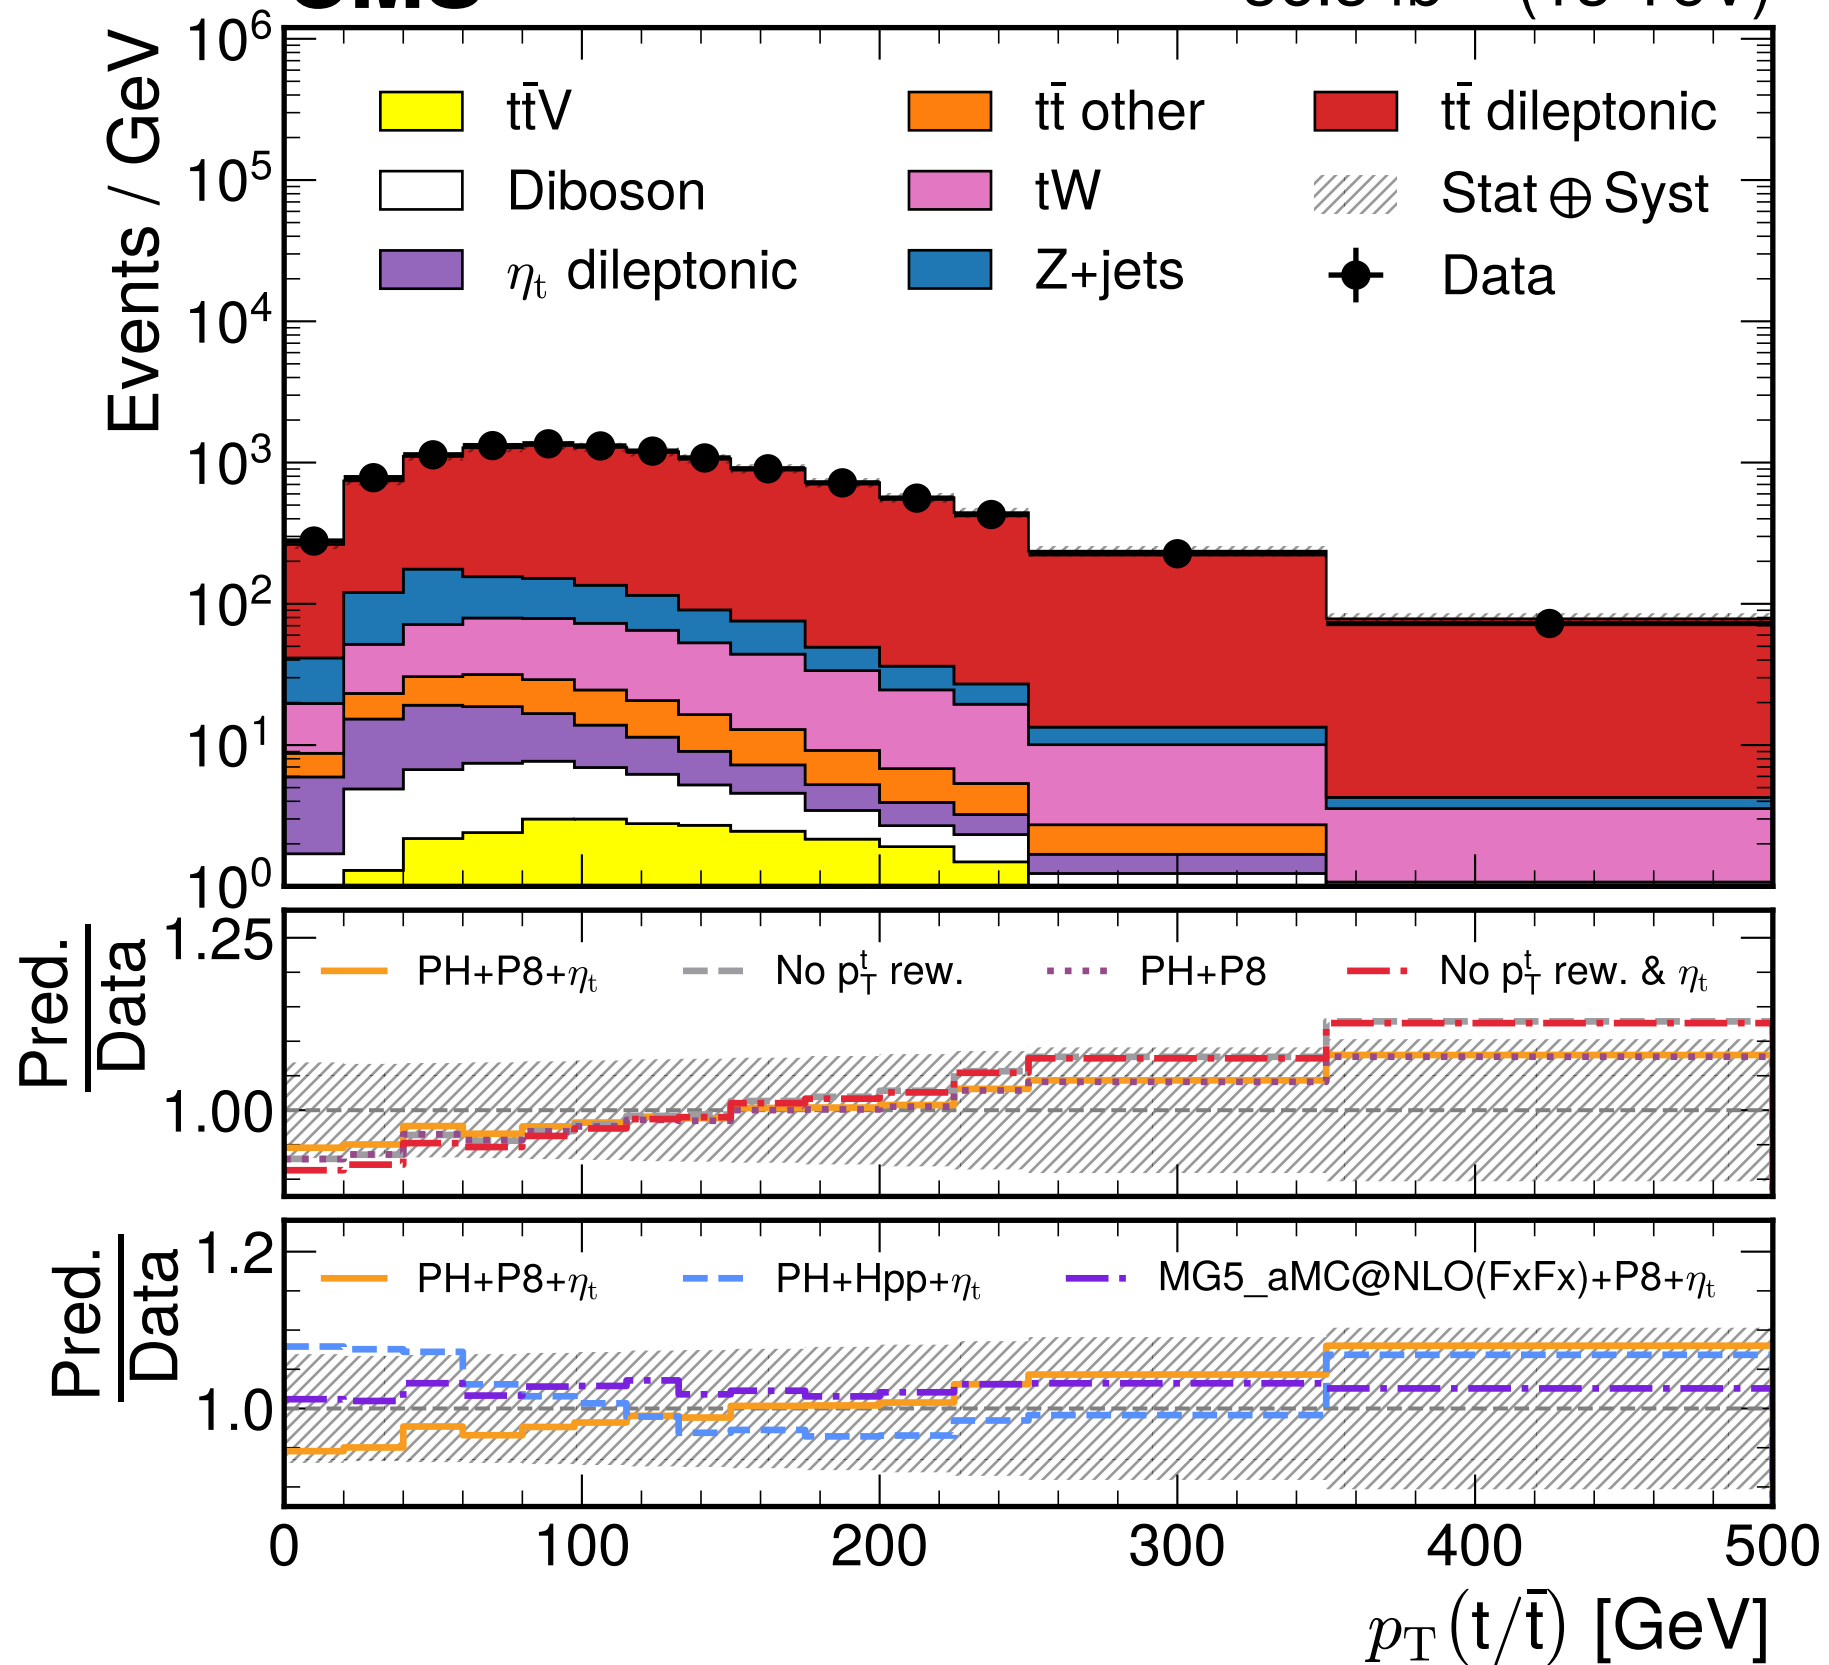 CMS
Events / GeV
10⁶
10⁵
10⁴
10³
10²
10¹
10⁰
tt̄V
tt̄ other
tt̄ dileptonic
Diboson
tW
Stat ⊕ Syst
ηt dileptonic
Z+jets
Data
Pred.
Data
1.25
1.00
PH+P8+ηt
No pTt rew.
PH+P8
No pTt rew. & ηt
Pred.
Data
1.2
1.0
PH+P8+ηt
PH+Hpp+ηt
MG5_aMC@NLO(FxFx)+P8+ηt
0 100 200 300 400 500
pT(t/t̄) [GeV]